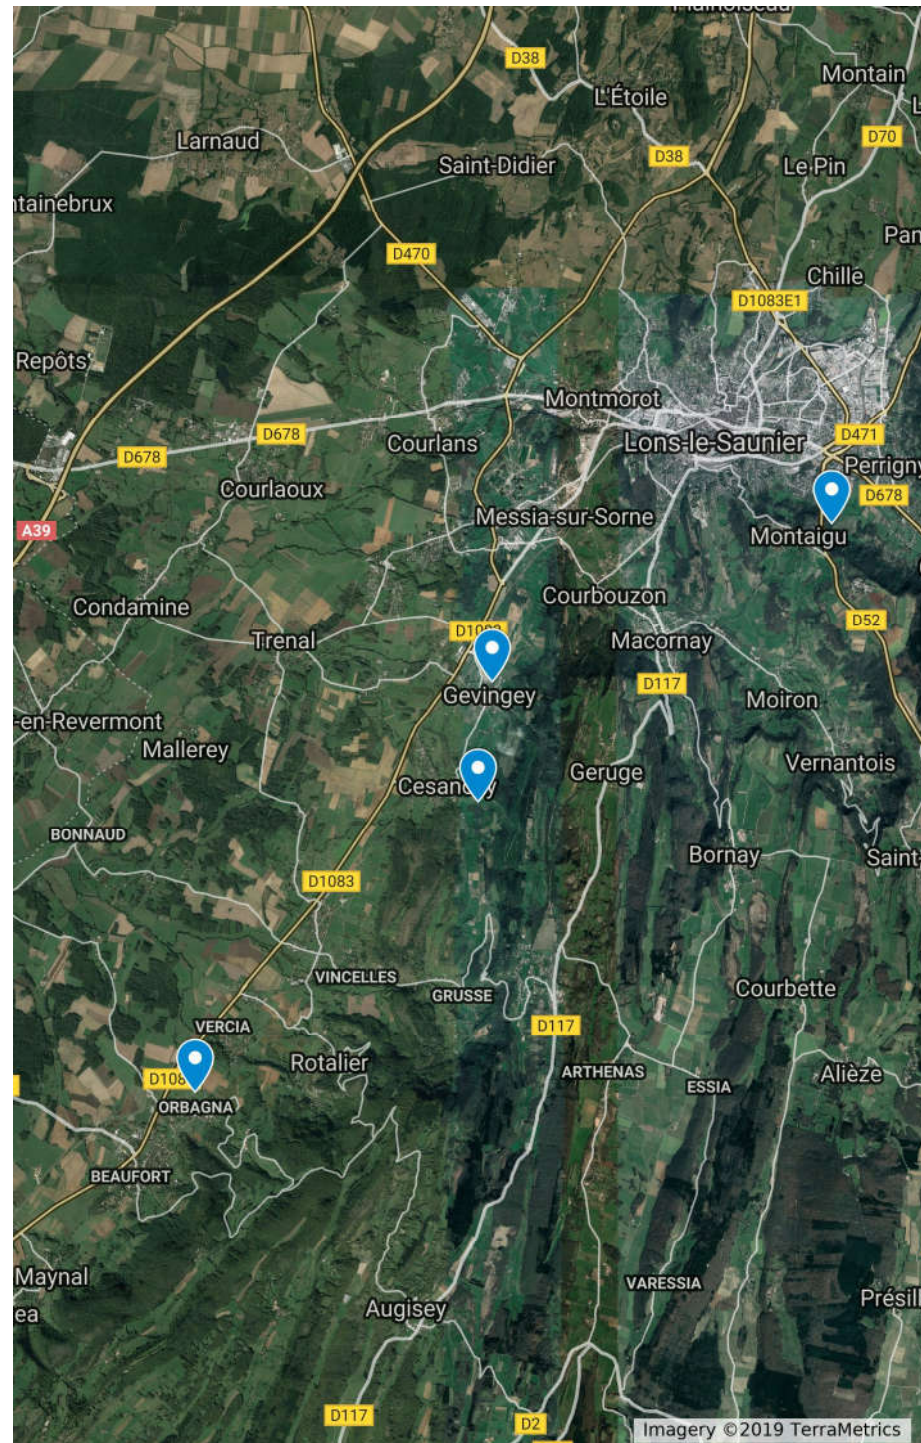 D38
Montain
L'Étoile
D70
Larnaud
D38
Saint-Didier
Le Pin
ntainebrux
Pan
D470
Chille
D1083E1
Repôts
Montmorot
D678
D678
Courlans
Lons-le-Saunier
D471
Perrigny
Courlaoux
D678
A39
Messia-sur-Sorne
Montaigu
Condamine
Courbouzon
Trenal
Macornay
D52
Gevingey
D117
Moiron
-en-Revermont
Mallerey
Geruge
Vernantois
BONNAUD
Bornay
Saint-
D1083
VINCELLES
GRUSSE
Courbette
VERCIA
D117
Rotalier
ARTHENAS
ESSIA
Alièze
D108
ORBAGNA
BEAUFORT
Maynal
ea
VARESSIA
Augisey
Présill
D117
D2
Imagery ©2019 TerraMetrics